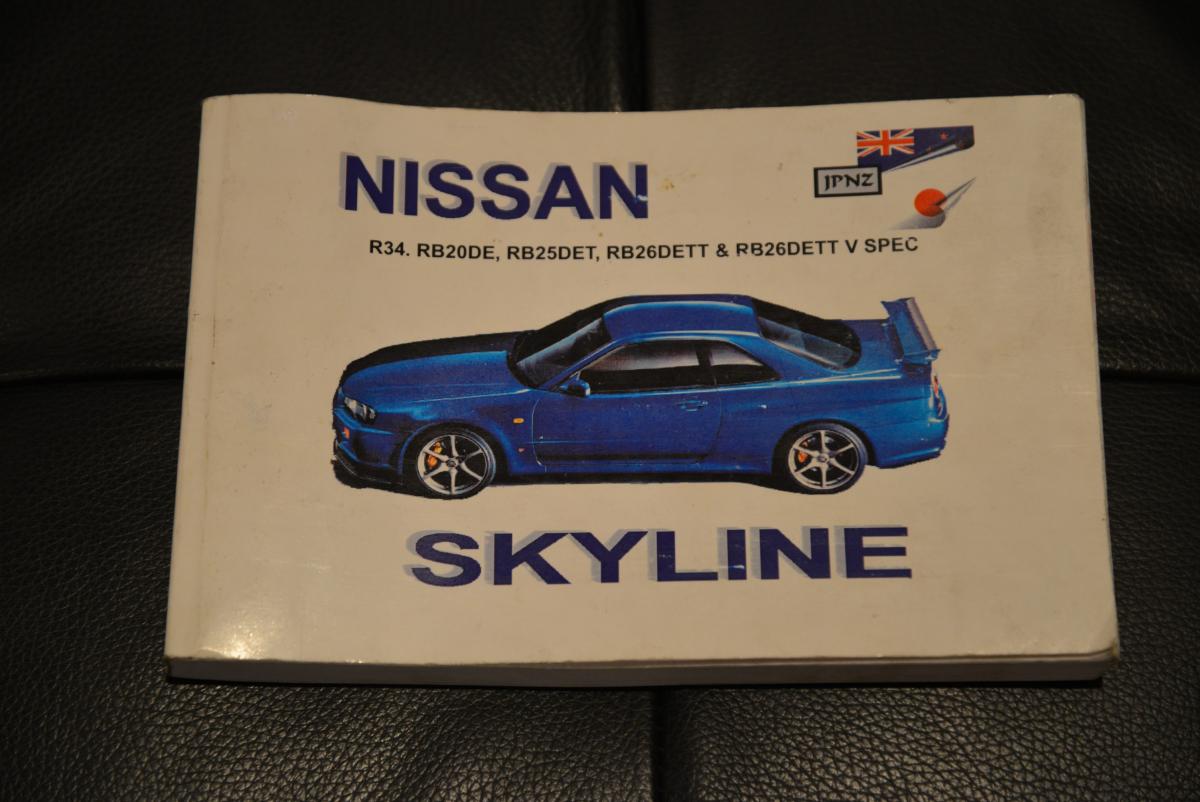 NISSAN
JPNZ
R34. RB20DE, RB25DET, RB26DETT & RB26DETT V SPEC
SKYLINE